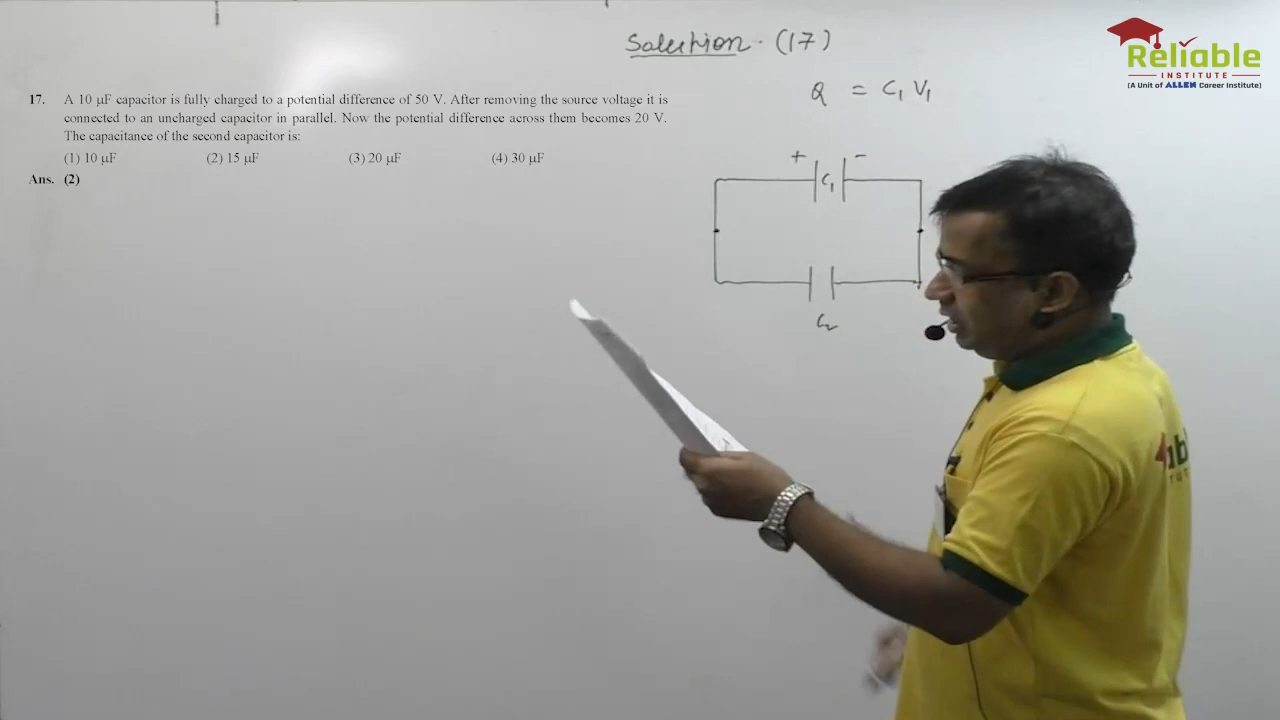 Solution - (17)
Reliable
INSTITUTE
(A Unit of ALLEN Career Institute)
Q = C₁ V₁
17. A 10 µF capacitor is fully charged to a potential difference of 50 V. After removing the source voltage it is
connected to an uncharged capacitor in parallel. Now the potential difference across them becomes 20 V.
The capacitance of the second capacitor is:
(1) 10 µF (2) 15 µF (3) 20 µF (4) 30 µF
Ans. (2)
+ -
C₁
C₂